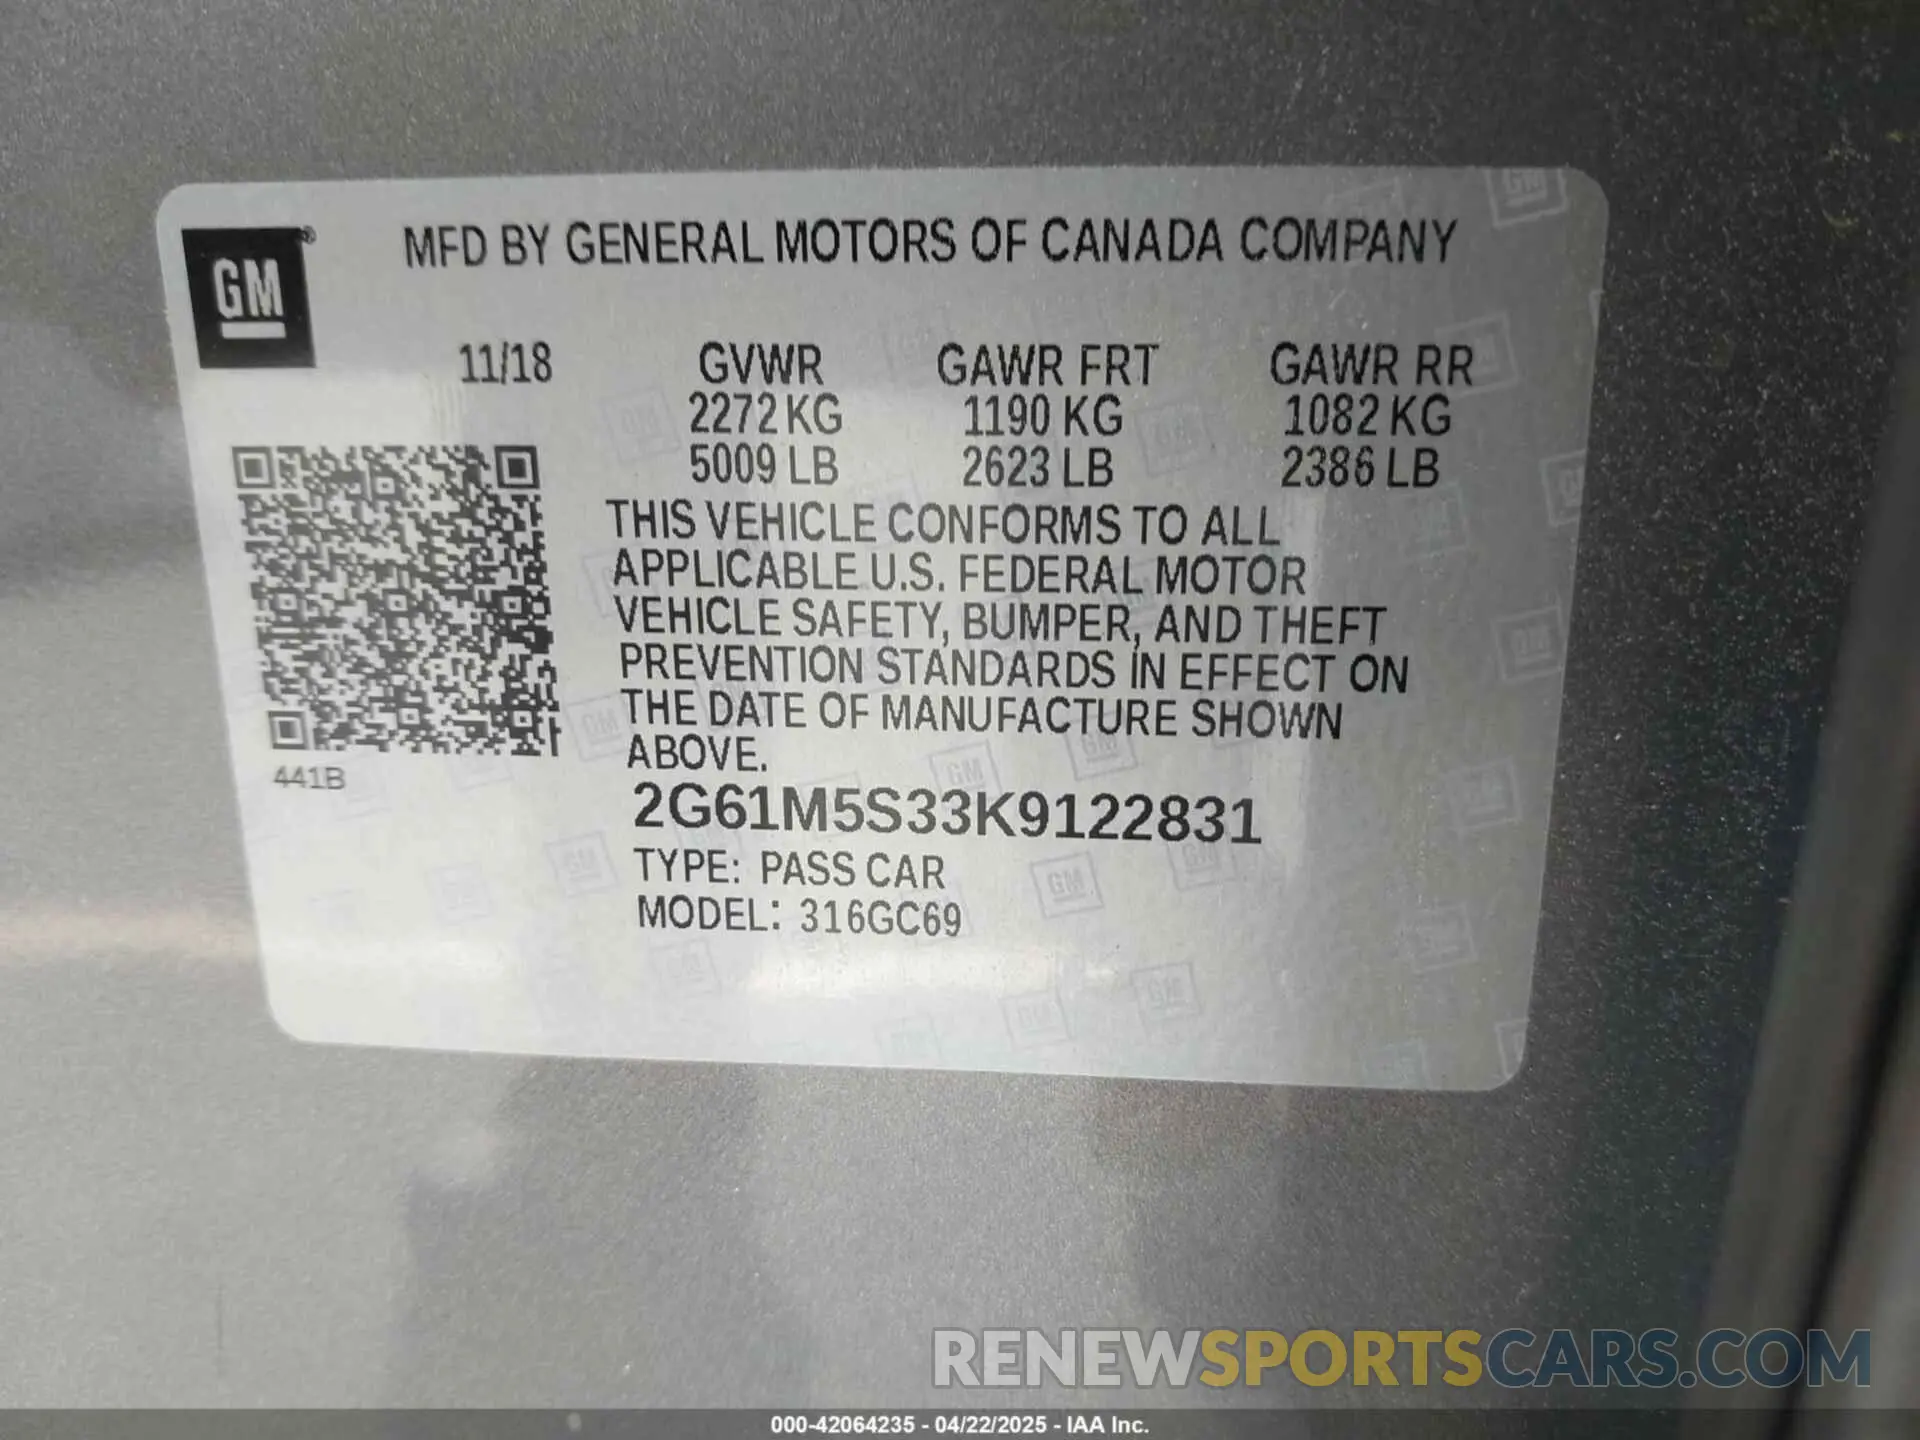 MFD BY GENERAL MOTORS OF CANADA COMPANY
GM
11/18 GVWR GAWR FRT GAWR RR
2272 KG 1190 KG 1082 KG
5009 LB 2623 LB 2386 LB
THIS VEHICLE CONFORMS TO ALL
APPLICABLE U.S. FEDERAL MOTOR
VEHICLE SAFETY, BUMPER, AND THEFT
PREVENTION STANDARDS IN EFFECT ON
THE DATE OF MANUFACTURE SHOWN
ABOVE.
441B
2G61M5S33K9122831
TYPE: PASS CAR
MODEL: 316GC69
RENEWSPORTSCARS.COM
000-42064235 - 04/22/2025 - IAA Inc.